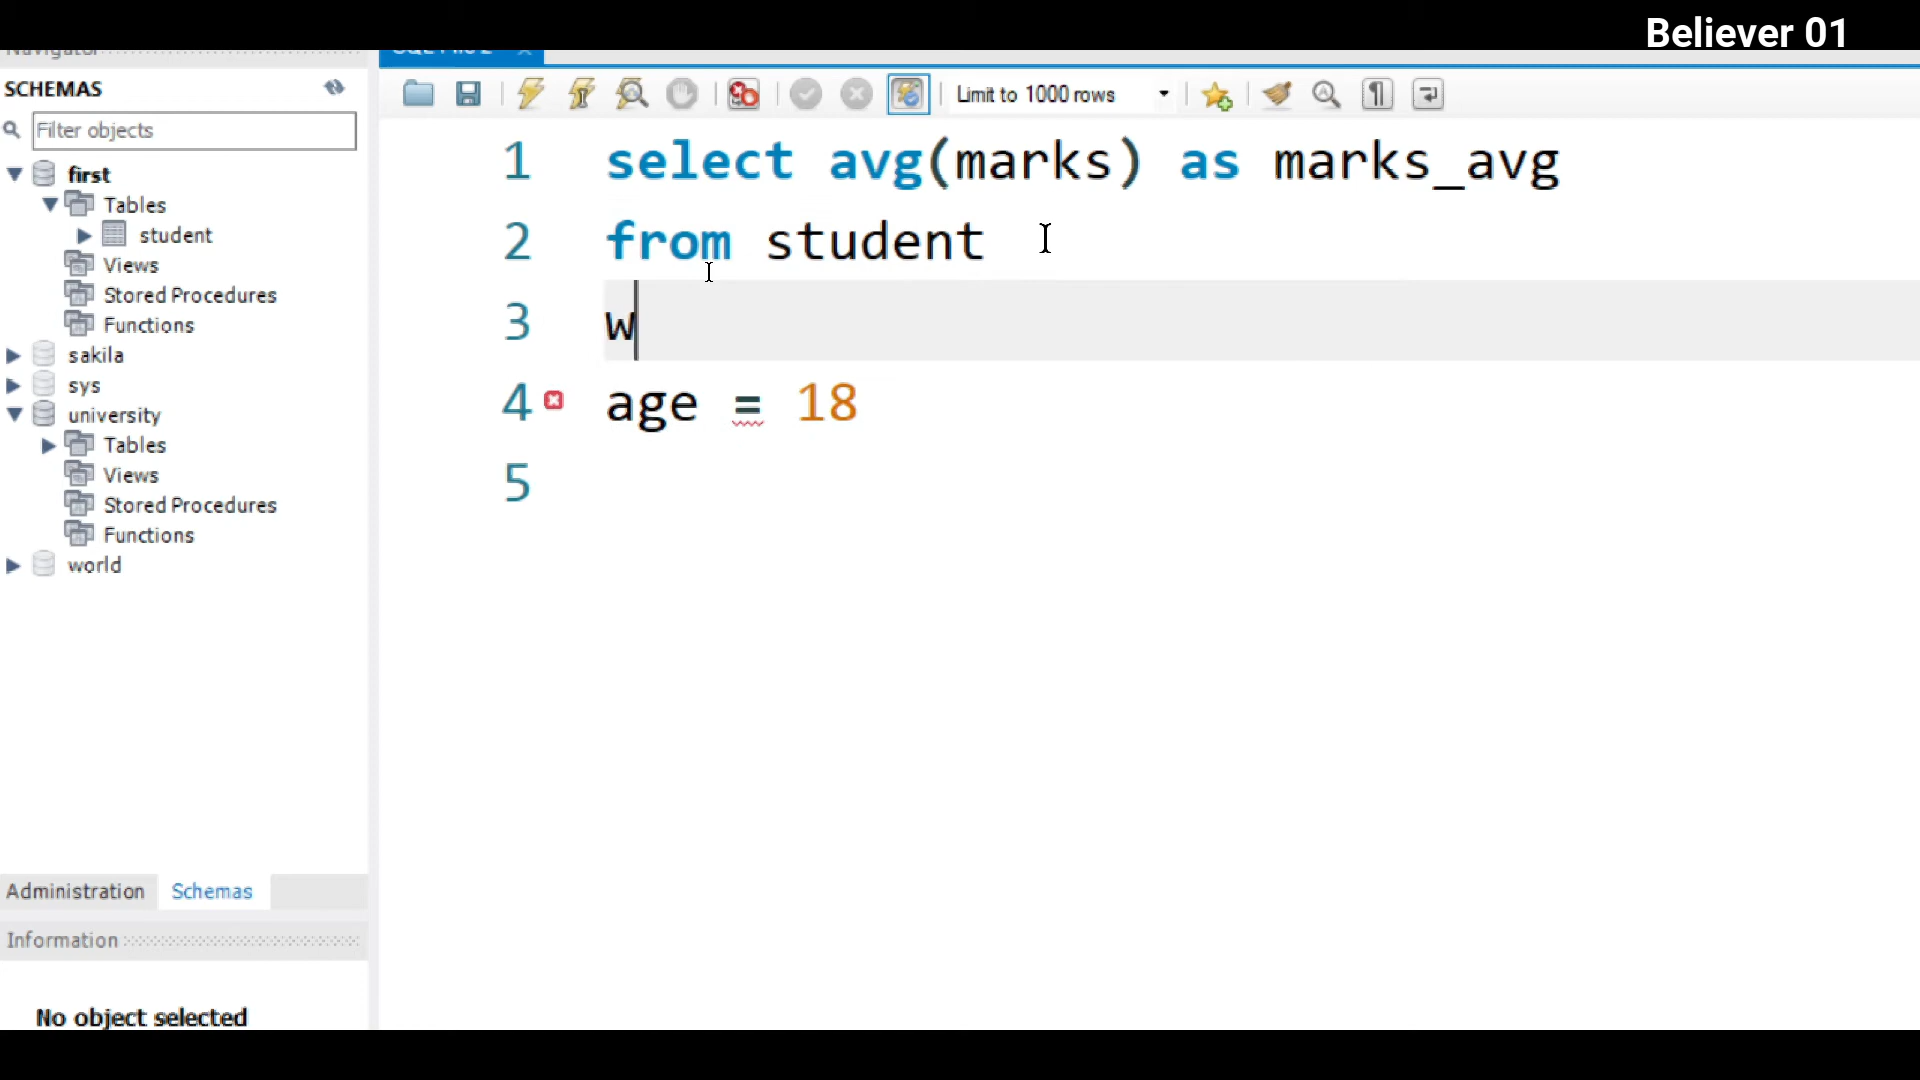 Believer 01
Navigator
SCHEMAS
Filter objects
first
Tables
student
Views
Stored Procedures
Functions
sakila
sys
university
Tables
Views
Stored Procedures
Functions
world
Administration Schemas
Information
No object selected
Limit to 1000 rows
1 select avg(marks) as marks_avg
2 from student
3 w
4 age = 18
5